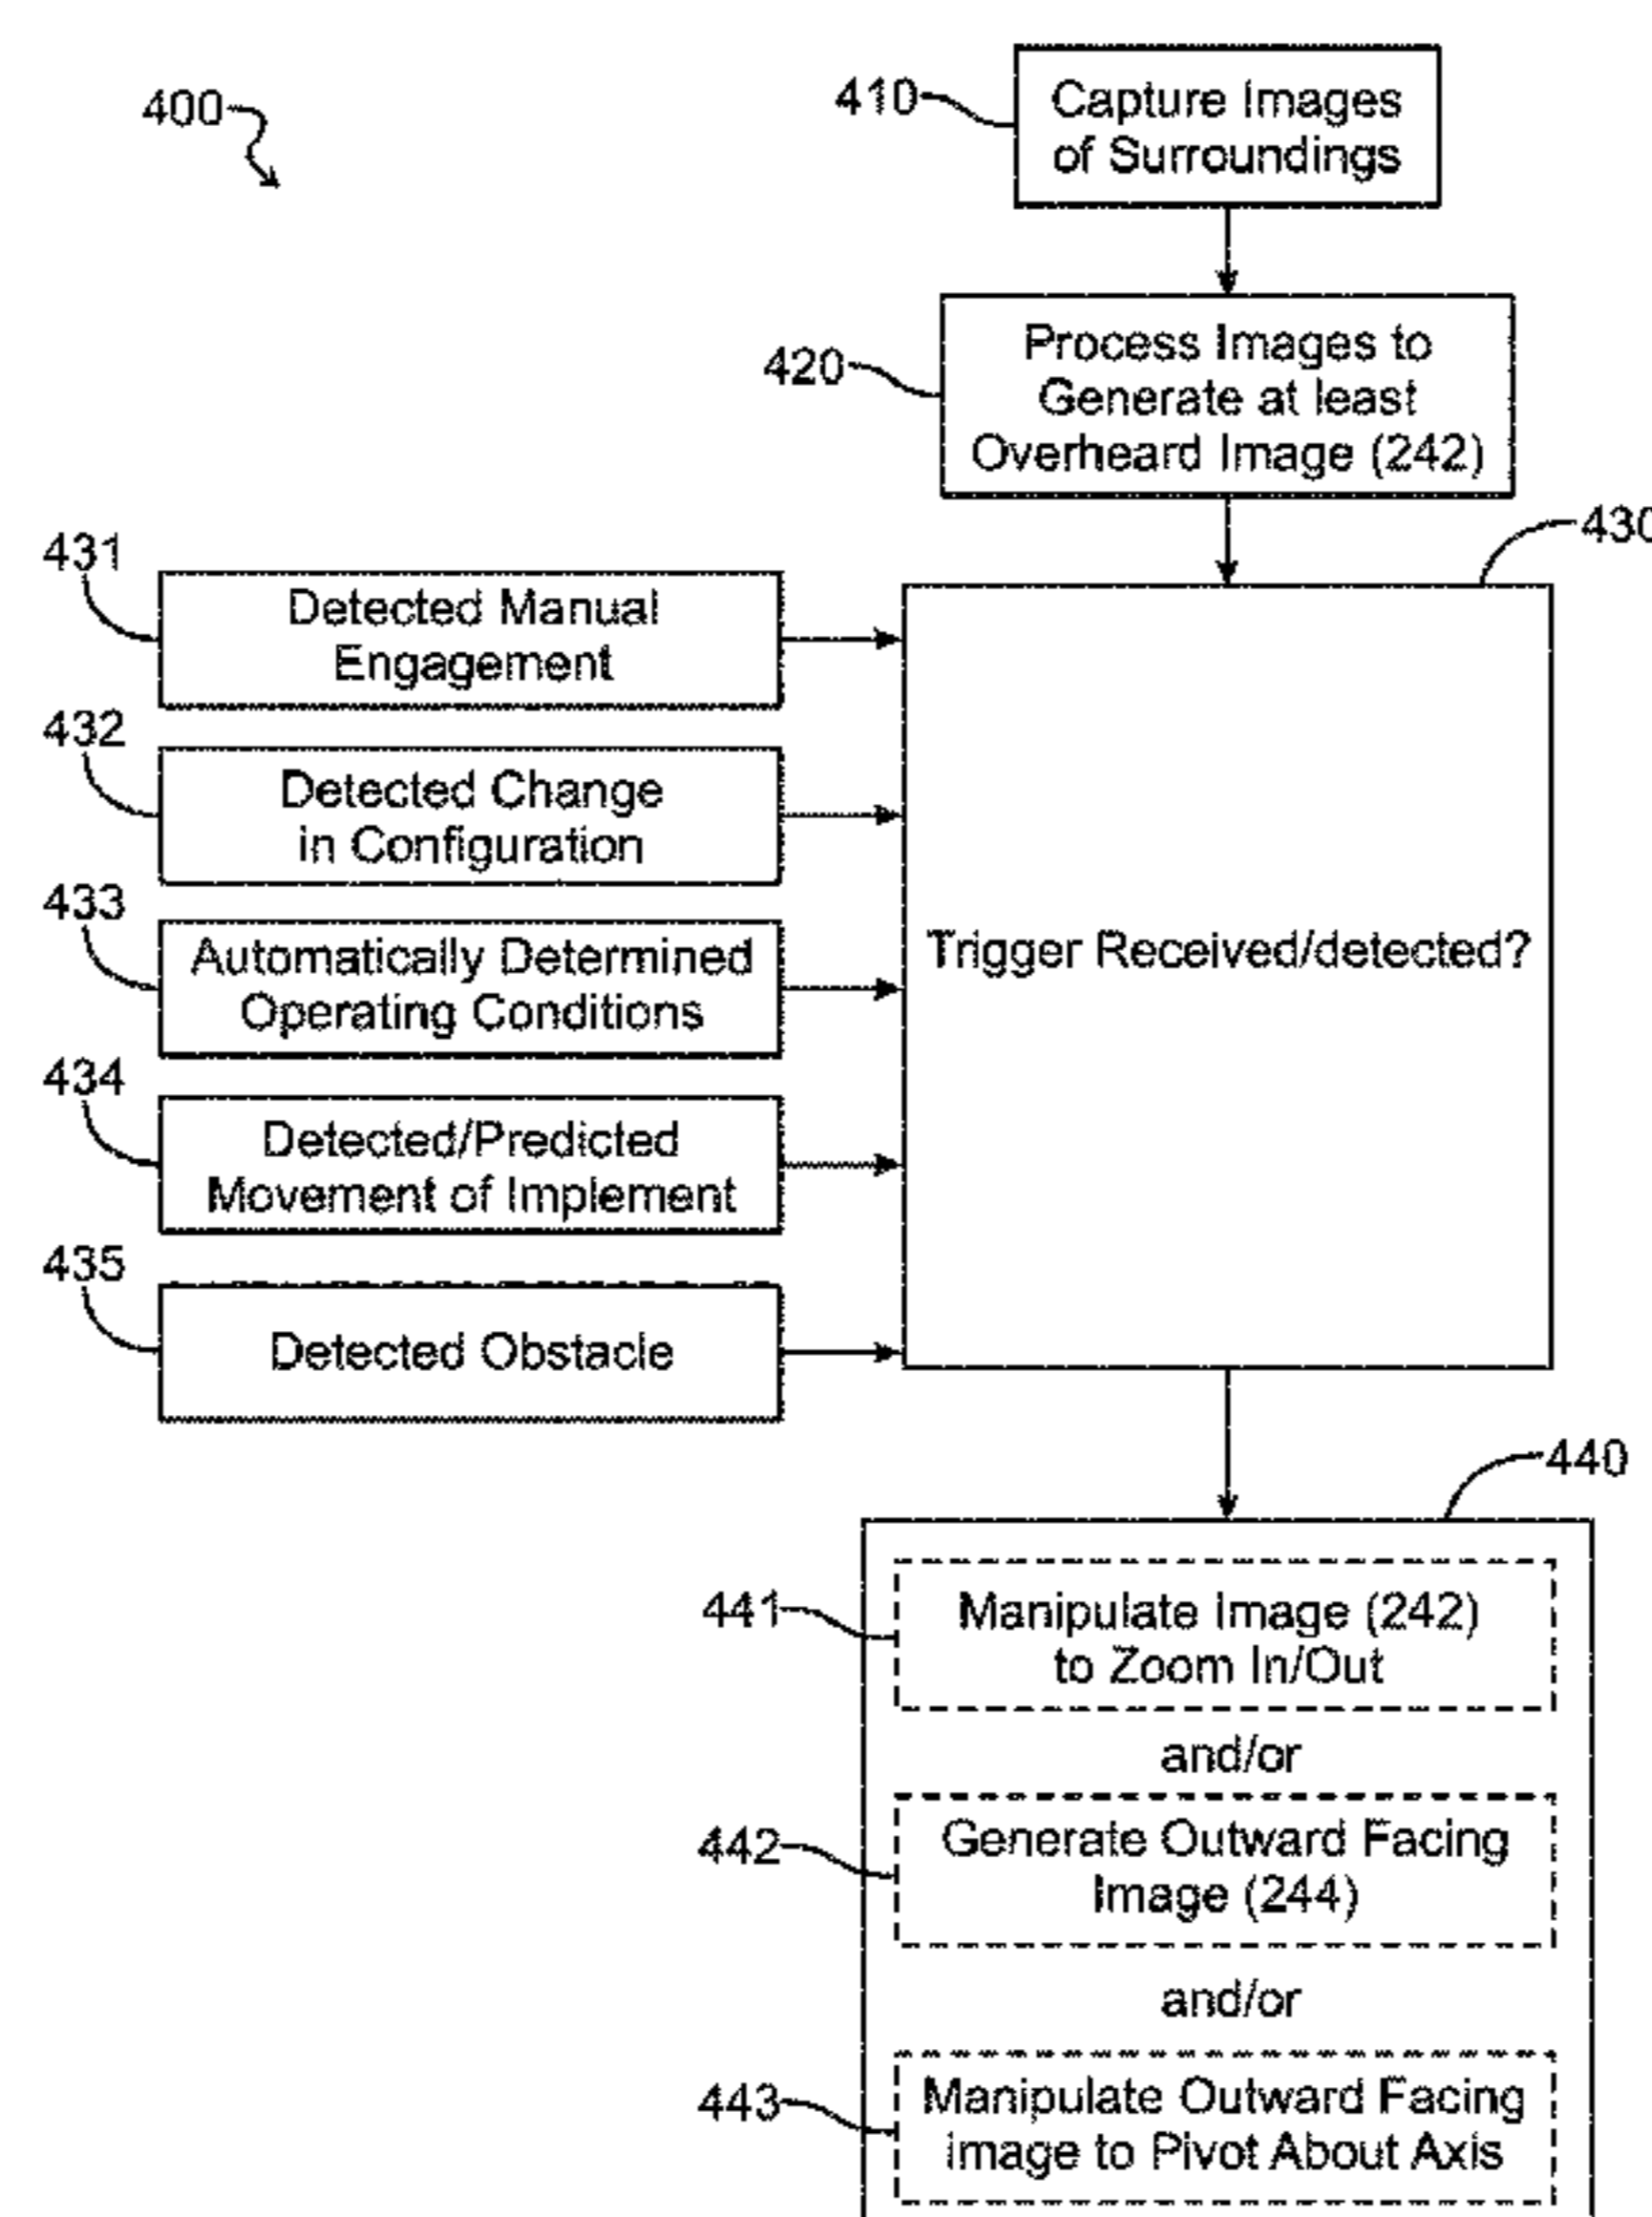 400
410
Capture Images
of Surroundings
420
Process Images to
Generate at least
Overheard Image (242)
430
431
Detected Manual
Engagement
432
Detected Change
in Configuration
433
Automatically Determined
Operating Conditions
434
Detected/Predicted
Movement of Implement
435
Detected Obstacle
Trigger Received/detected?
440
441
Manipulate Image (242)
to Zoom In/Out
and/or
442
Generate Outward Facing
Image (244)
and/or
443
Manipulate Outward Facing
image to Pivot About Axis